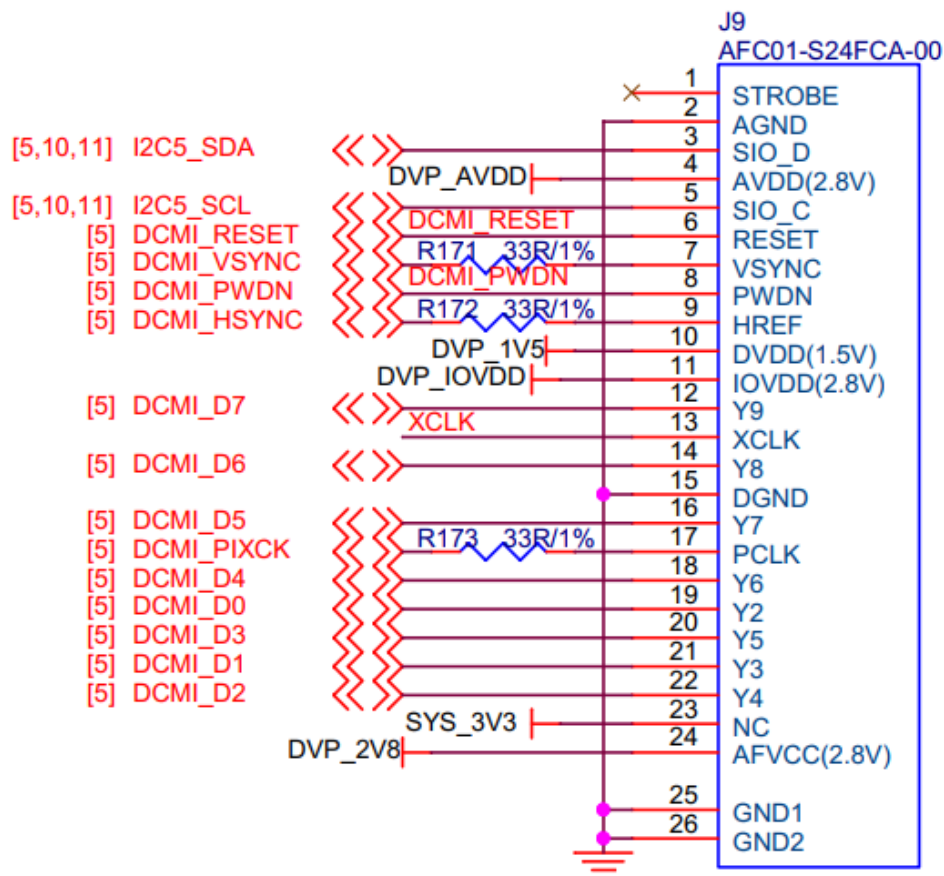 J9
AFC01-S24FCA-00
1 STROBE
2 AGND
[5,10,11] I2C5_SDA 3 SIO_D
DVP_AVDD 4 AVDD(2.8V)
[5,10,11] I2C5_SCL 5 SIO_C
[5] DCMI_RESET DCMI_RESET 6 RESET
[5] DCMI_VSYNC R171 33R/1% 7 VSYNC
[5] DCMI_PWDN DCMI_PWDN 8 PWDN
[5] DCMI_HSYNC R172 33R/1% 9 HREF
DVP_1V5 10 DVDD(1.5V)
DVP_IOVDD 11 IOVDD(2.8V)
[5] DCMI_D7 12 Y9
XCLK 13 XCLK
[5] DCMI_D6 14 Y8
15 DGND
[5] DCMI_D5 16 Y7
[5] DCMI_PIXCK R173 33R/1% 17 PCLK
[5] DCMI_D4 18 Y6
[5] DCMI_D0 19 Y2
[5] DCMI_D3 20 Y5
[5] DCMI_D1 21 Y3
[5] DCMI_D2 22 Y4
SYS_3V3 23 NC
DVP_2V8 24 AFVCC(2.8V)
25 GND1
26 GND2